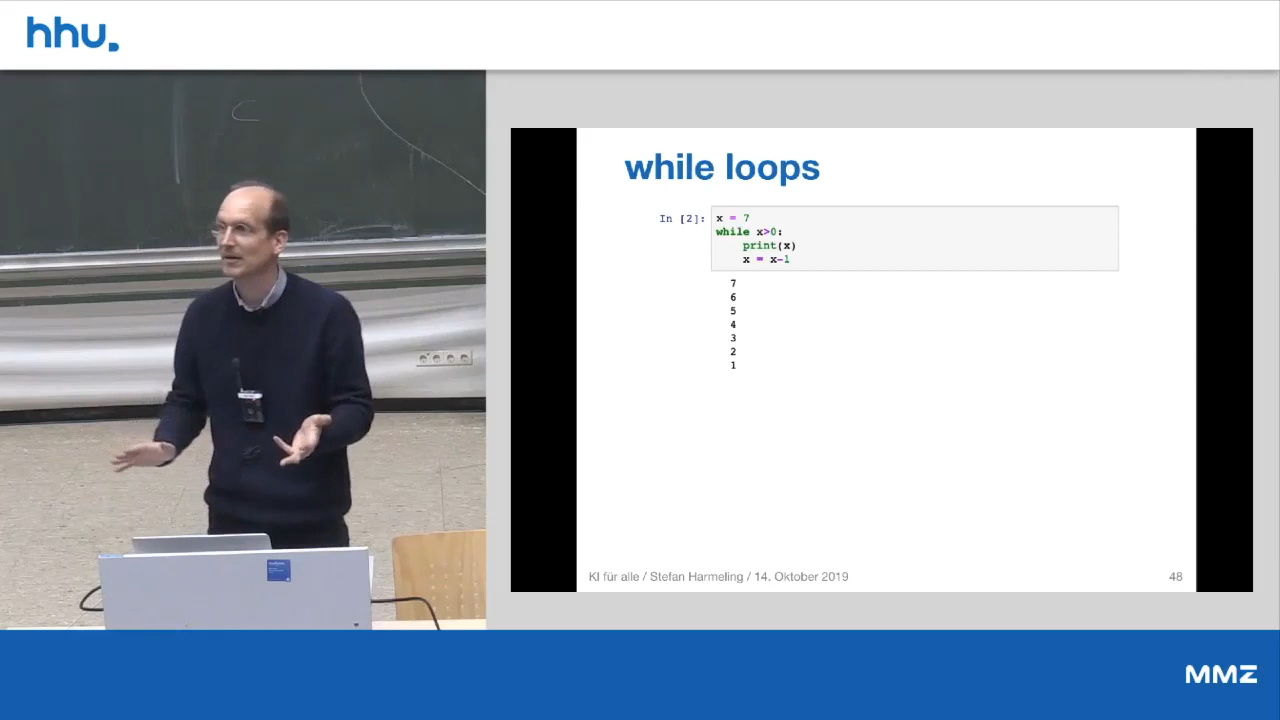 hhu.
while loops
In [2]: x = 7
while x>0:
    print(x)
    x = x-1
7
6
5
4
3
2
1
KI für alle / Stefan Harmeling / 14. Oktober 2019
48
MMZ